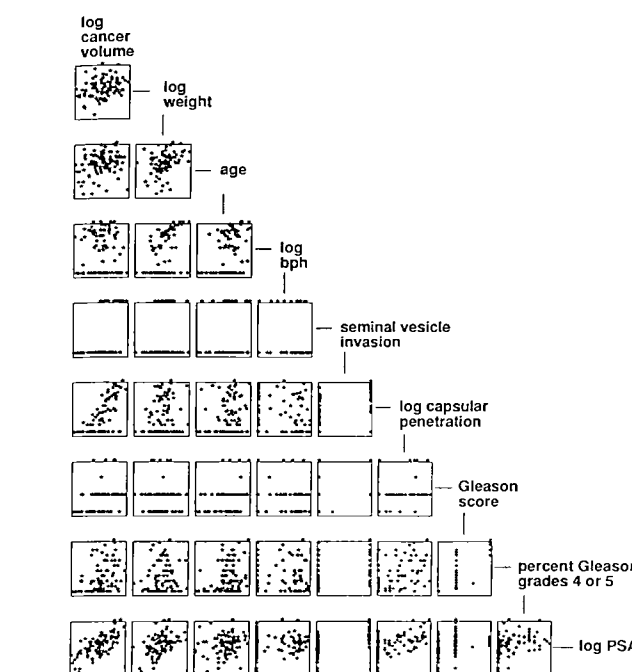 log
cancer
volume
log
weight
age
log
bph
seminal vesicle
invasion
log capsular
penetration
Gleason
score
percent Gleason
grades 4 or 5
log PSA